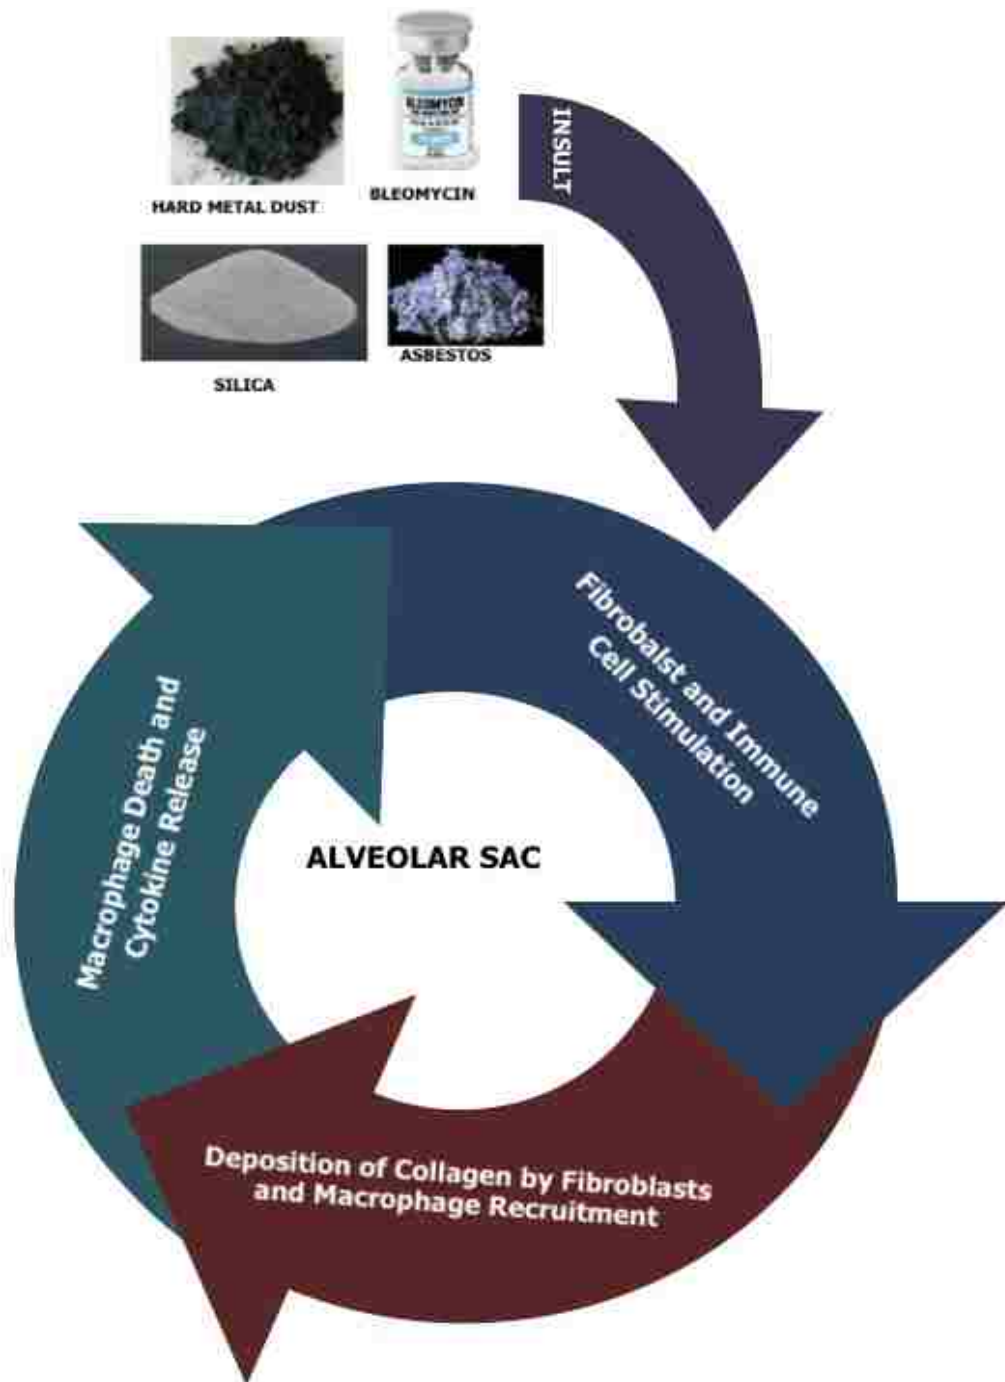 BLEOMYCIN
HARD METAL DUST
BLEOMYCIN
INSULT
SILICA
ASBESTOS
Fibrobalst and Immune
Cell Stimulation
ALVEOLAR SAC
Macrophage Death and
Cytokine Release
Deposition of Collagen by Fibroblasts
and Macrophage Recruitment